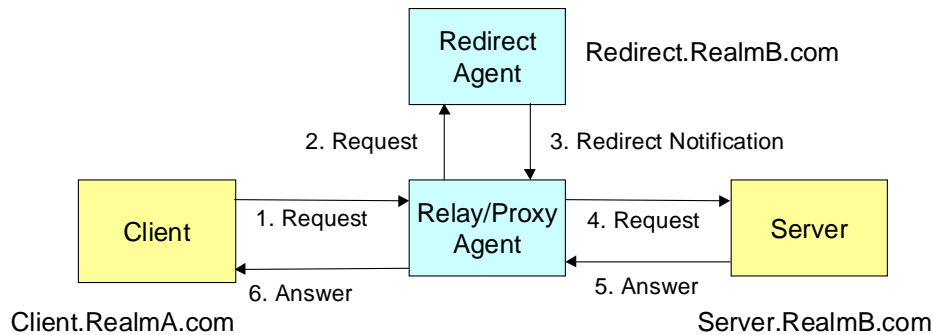 Redirect
Agent
Redirect.RealmB.com
2. Request
3. Redirect Notification
Client
1. Request
Relay/Proxy
Agent
4. Request
Server
6. Answer
5. Answer
Client.RealmA.com
Server.RealmB.com